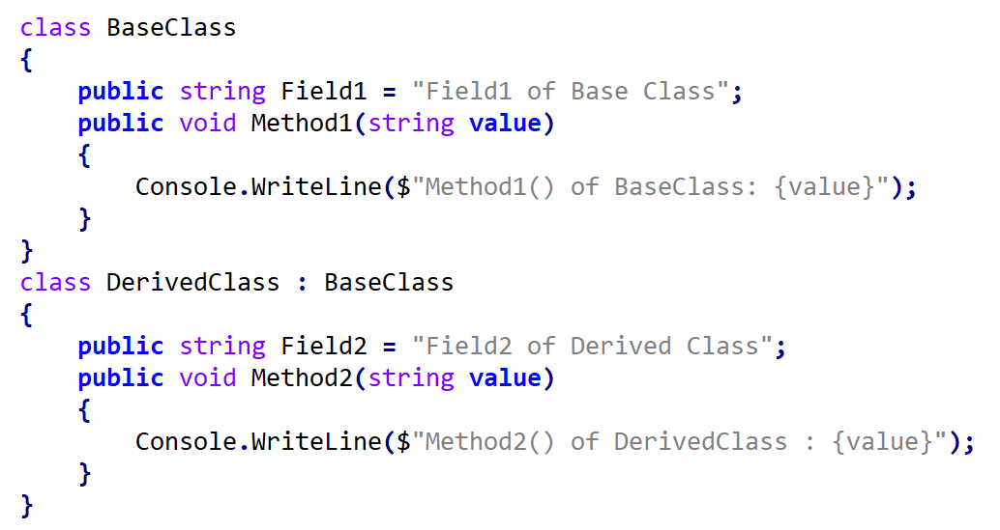 class BaseClass
{
    public string Field1 = "Field1 of Base Class";
    public void Method1(string value)
    {
        Console.WriteLine($"Method1() of BaseClass: {value}");
    }
}
class DerivedClass : BaseClass
{
    public string Field2 = "Field2 of Derived Class";
    public void Method2(string value)
    {
        Console.WriteLine($"Method2() of DerivedClass : {value}");
    }
}